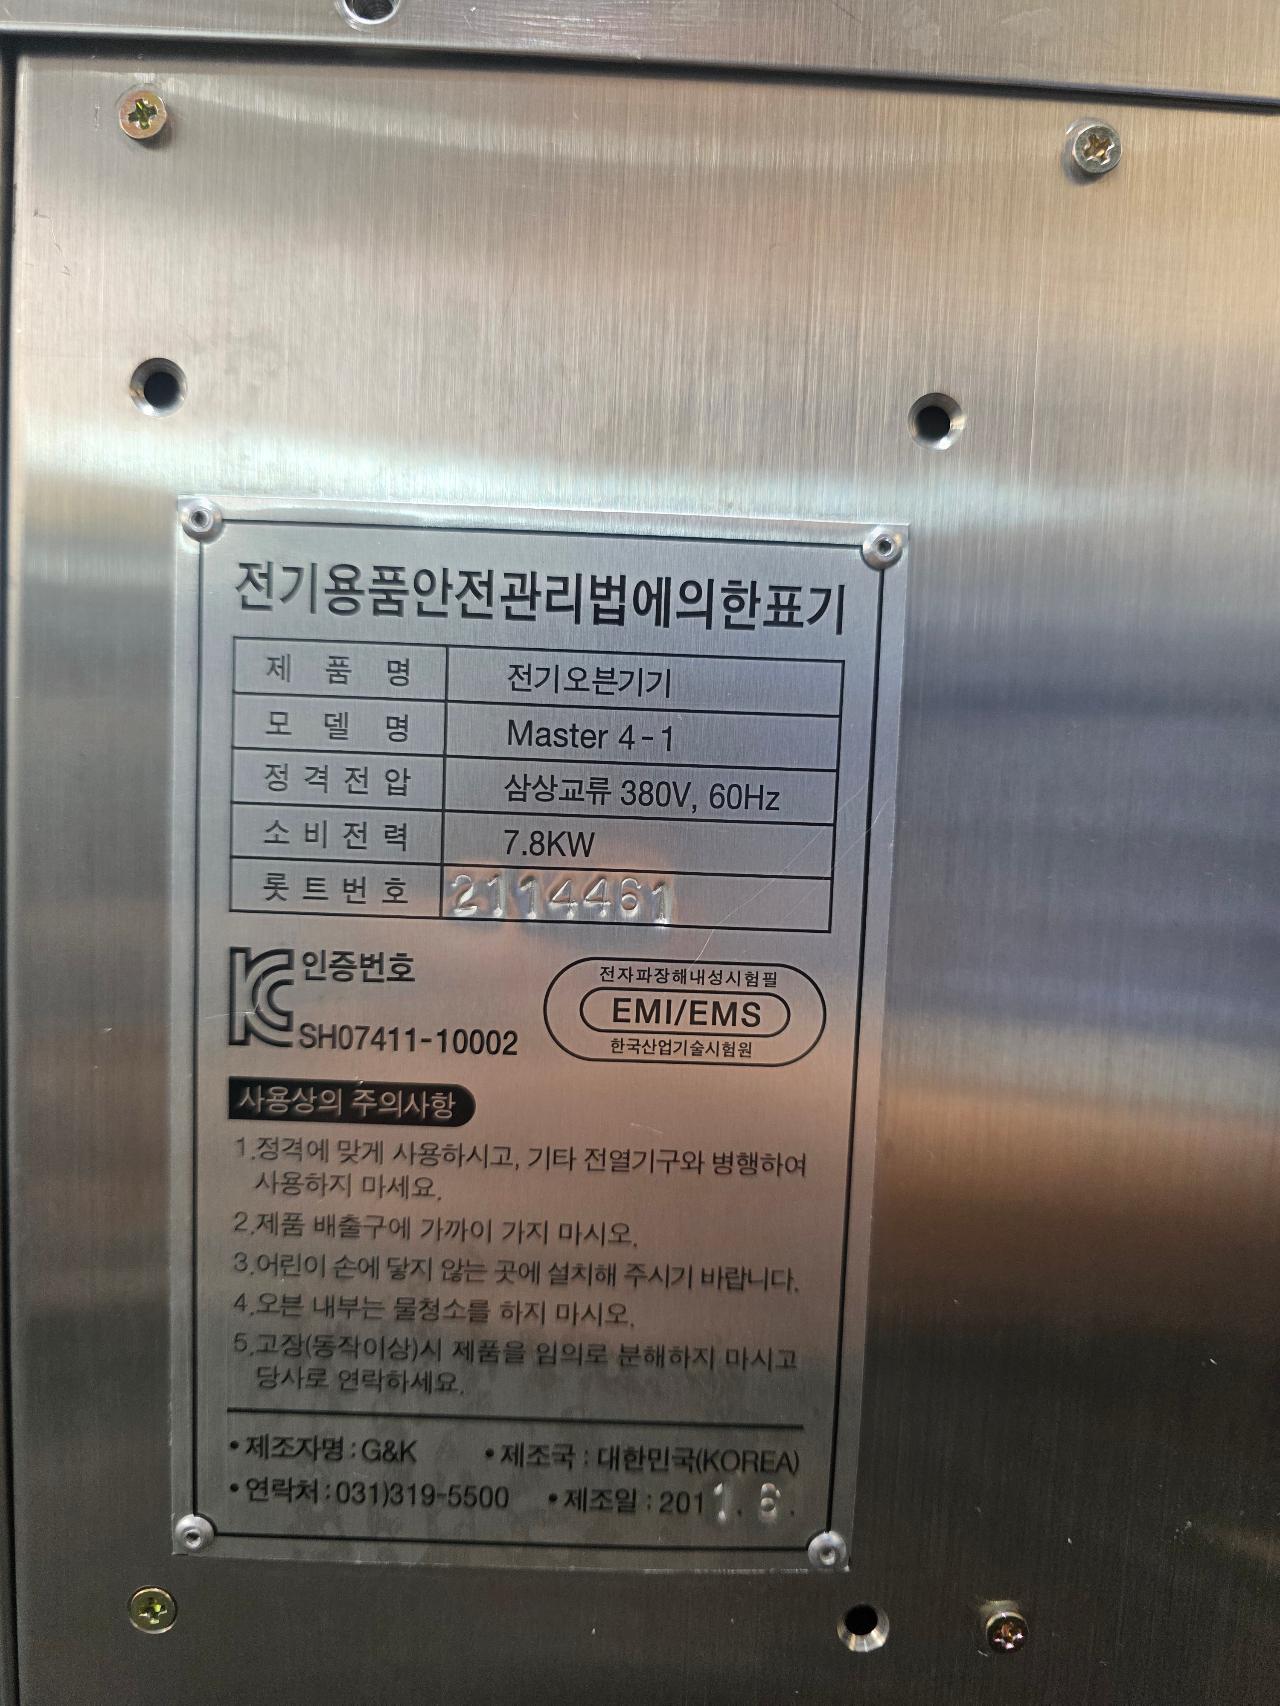 전기용품안전관리법에의한표기
제 품 명 전기오븐기기
모 델 명 Master 4-1
정격전압 삼상교류 380V, 60Hz
소비전력 7.8KW
롯트번호 2114461
KC 인증번호
SH07411-10002
전자파장해내성시험필
EMI/EMS
한국산업기술시험원
사용상의 주의사항
1.정격에 맞게 사용하시고, 기타 전열기구와 병행하여
사용하지 마세요.
2.제품 배출구에 가까이 가지 마시오.
3.어린이 손에 닿지 않는 곳에 설치해 주시기 바랍니다.
4.오븐 내부는 물청소를 하지 마시오.
5.고장(동작이상)시 제품을 임의로 분해하지 마시고
당사로 연락하세요.
•제조자명 : G&K •제조국 : 대한민국(KOREA)
•연락처 : 031)319-5500 •제조일 : 2011.6.